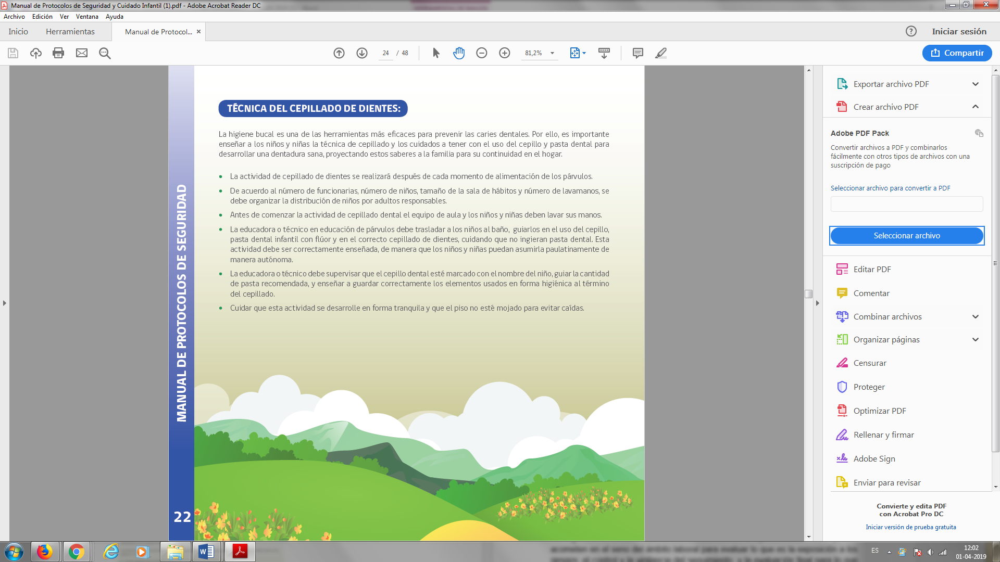 Manual de Protocolos de Seguridad y Cuidado Infantil (1).pdf - Adobe Acrobat Reader DC
Archivo Edición Ver Ventana Ayuda
Inicio Herramientas Manual de Protocol... ×
Iniciar sesión
24 / 48 81,2%
Compartir
TÉCNICA DEL CEPILLADO DE DIENTES:
La higiene bucal es una de las herramientas más eficaces para prevenir las caries dentales. Por ello, es importante
enseñar a los niños y niñas la técnica de cepillado y los cuidados a tener con el uso del cepillo y pasta dental para
desarrollar una dentadura sana, proyectando estos saberes a la familia para su continuidad en el hogar.
• La actividad de cepillado de dientes se realizará después de cada momento de alimentación de los párvulos.
• De acuerdo al número de funcionarias, número de niños, tamaño de la sala de hábitos y número de lavamanos, se
debe organizar la distribución de niños por adultos responsables.
• Antes de comenzar la actividad de cepillado dental el equipo de aula y los niños y niñas deben lavar sus manos.
• La educadora o técnico en educación de párvulos debe trasladar a los niños al baño, guiarlos en el uso del cepillo,
pasta dental infantil con flúor y en el correcto cepillado de dientes, cuidando que no ingieran pasta dental. Esta
actividad debe ser correctamente enseñada, de manera que los niños y niñas puedan asumirla paulatinamente de
manera autónoma.
• La educadora o técnico debe supervisar que el cepillo dental esté marcado con el nombre del niño, guiar la cantidad
de pasta recomendada, y enseñar a guardar correctamente los elementos usados en forma higiénica al término
del cepillado.
• Cuidar que esta actividad se desarrolle en forma tranquila y que el piso no esté mojado para evitar caídas.
MANUAL DE PROTOCOLOS DE SEGURIDAD
22
Exportar archivo PDF
Crear archivo PDF
Adobe PDF Pack
Convertir archivos a PDF y combinarlos
fácilmente con otros tipos de archivos con una
suscripción de pago
Seleccionar archivo para convertir a PDF
Seleccionar archivo
Editar PDF
Comentar
Combinar archivos
Organizar páginas
Censurar
Proteger
Optimizar PDF
Rellenar y firmar
Adobe Sign
Enviar para revisar
Convierte y edita PDF
con Acrobat Pro DC
Iniciar versión de prueba gratuita
ES
12:02
01-04-2019